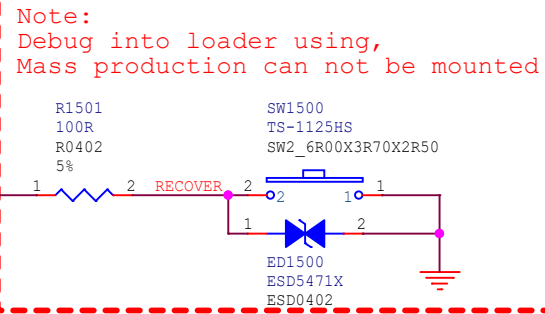 Note:
Debug into loader using,
Mass production can not be mounted
R1501
100R
R0402
5%
SW1500
TS-1125HS
SW2_6R00X3R70X2R50
1
2
RECOVER
2
2
1
1
1
2
ED1500
ESD5471X
ESD0402